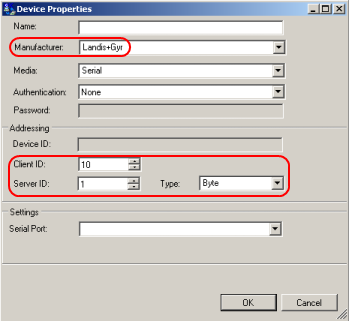 Device Properties
Name:
Manufacturer: Landis+Gyr
Media: Serial
Authentication: None
Password:
Addressing
Device ID:
Client ID: 10
Server ID: 1 Type: Byte
Settings
Serial Port:
OK Cancel